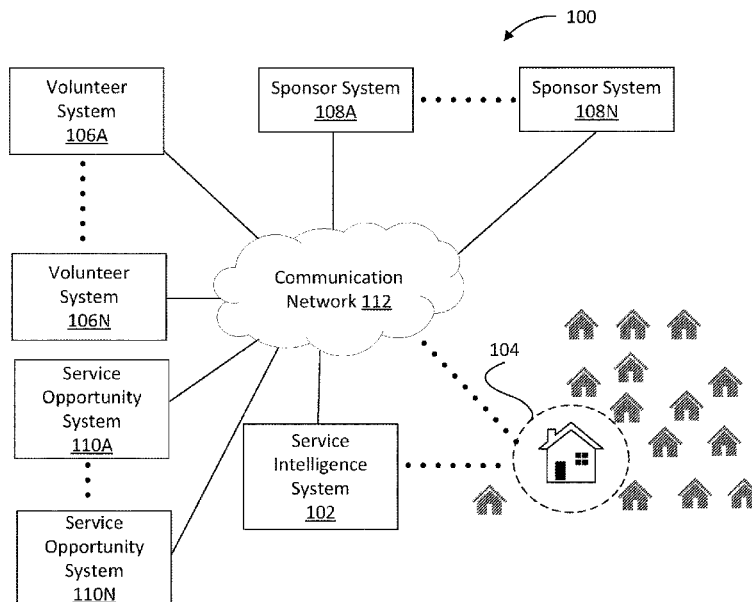 100
Volunteer
System
106A
Sponsor System
108A
Sponsor System
108N
Volunteer
System
106N
Communication
Network 112
Service
Opportunity
System
110A
104
Service
Intelligence
System
102
Service
Opportunity
System
110N